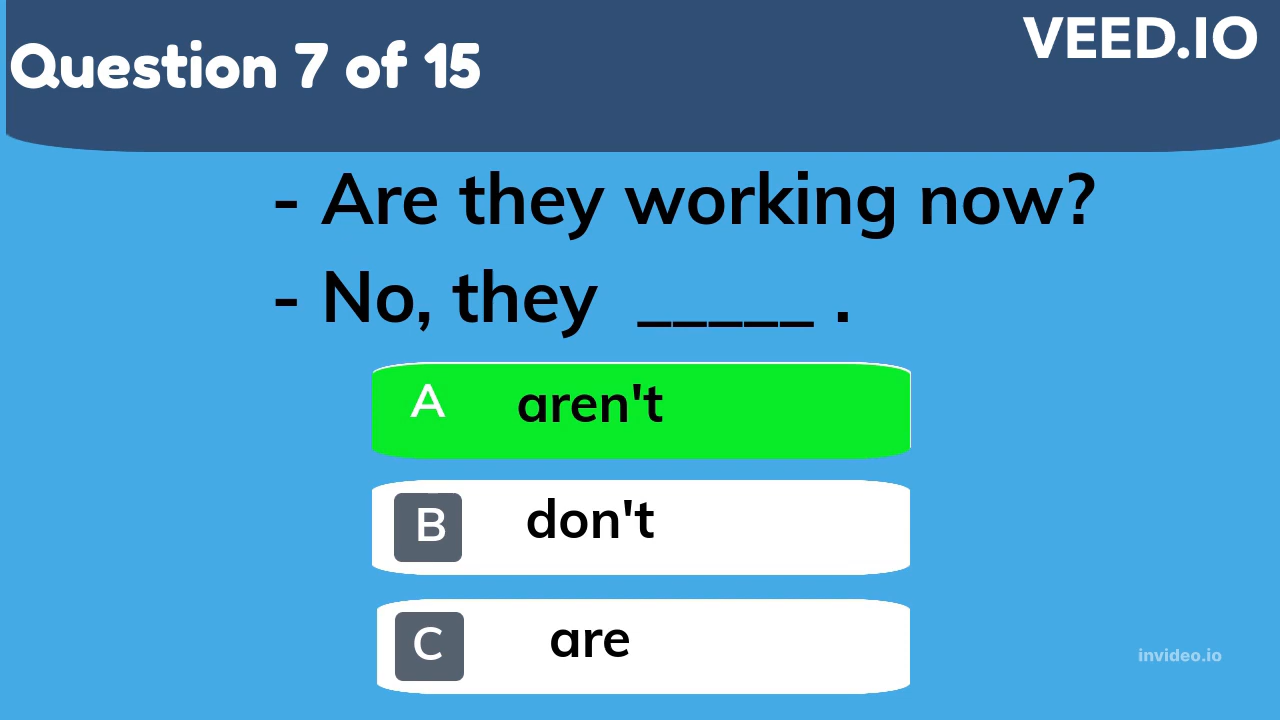 Question 7 of 15
VEED.IO
- Are they working now?
- No, they _____ .
A aren't
B don't
C are
invideo.io